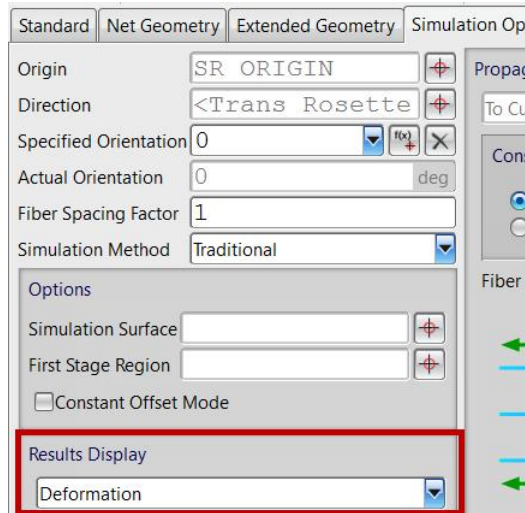 Standard Net Geometry Extended Geometry Simulation Op
Origin SR ORIGIN Propag
Direction <Trans Rosette To Cu
Specified Orientation 0 f(x)
Cons
Actual Orientation 0 deg
Fiber Spacing Factor 1
Simulation Method Traditional
Options
Fiber
Simulation Surface
First Stage Region
Constant Offset Mode
Results Display
Deformation